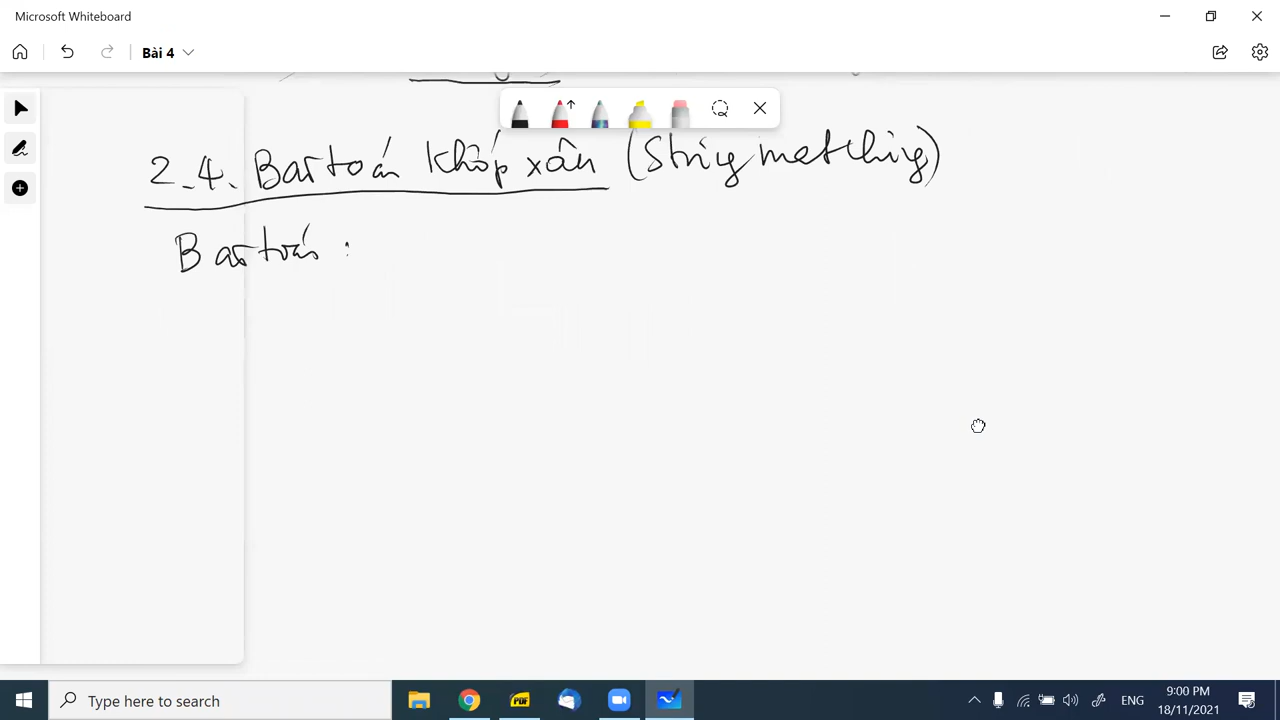 Microsoft Whiteboard
Bài 4
2.4. Bài toán khớp xâu (String matching)
Bài toán :
Type here to search
PDF
ENG
9:00 PM
18/11/2021